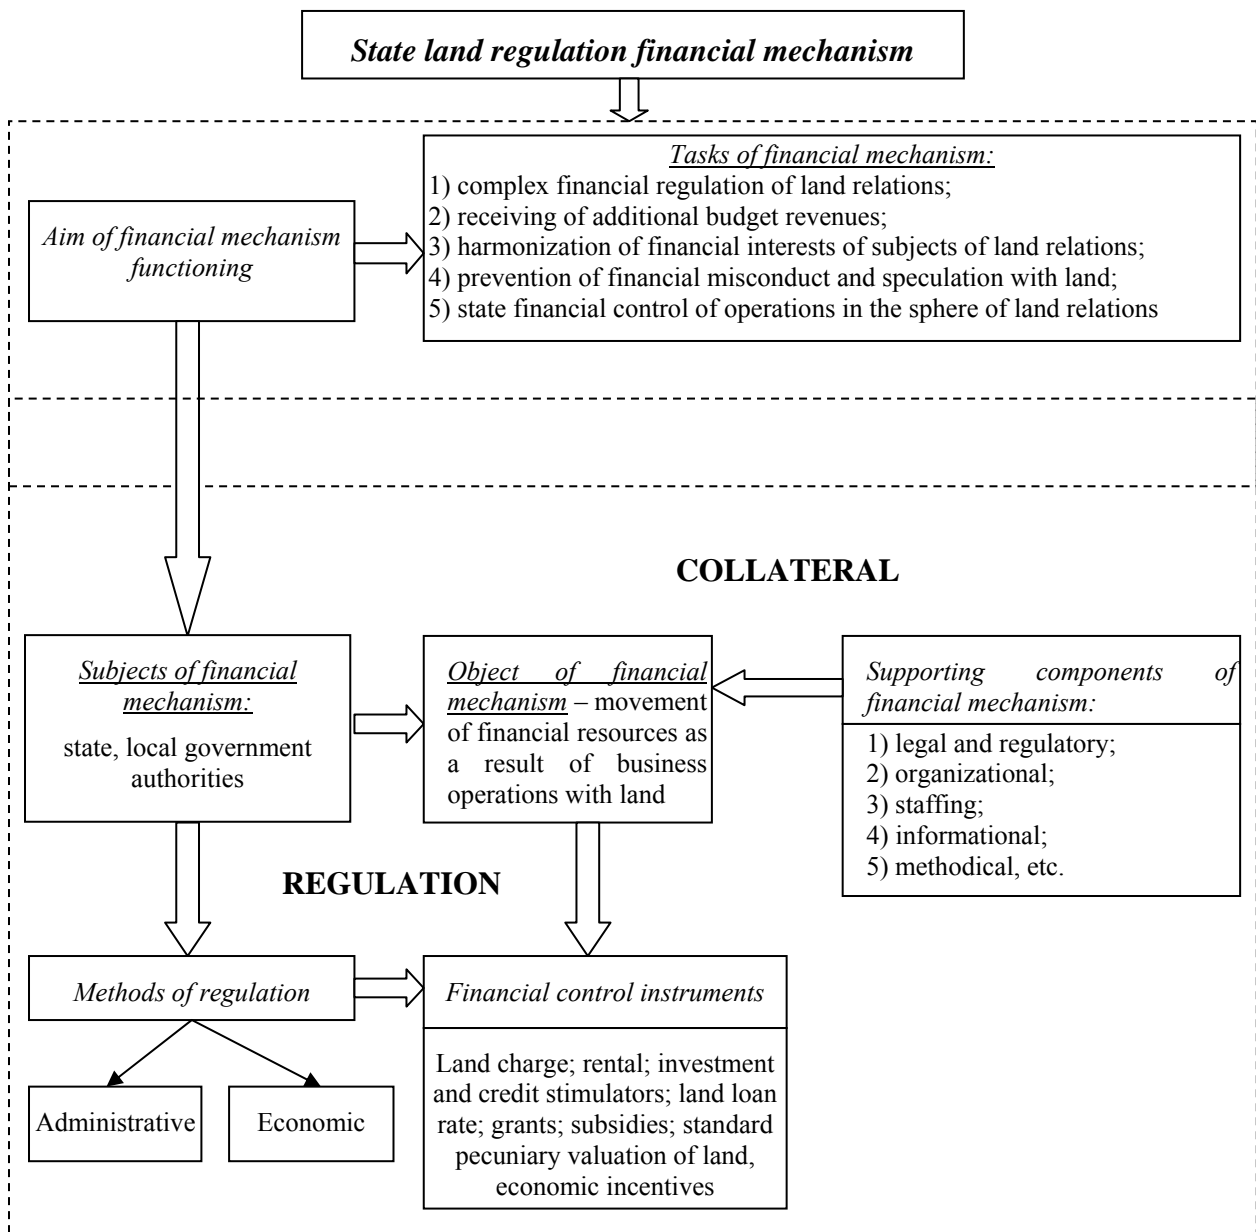 State land regulation financial mechanism
Tasks of financial mechanism:
1) complex financial regulation of land relations;
2) receiving of additional budget revenues;
3) harmonization of financial interests of subjects of land relations;
4) prevention of financial misconduct and speculation with land;
5) state financial control of operations in the sphere of land relations
Aim of financial mechanism
functioning
COLLATERAL
Subjects of financial
mechanism:
state, local government
authorities
Object of financial
mechanism – movement
of financial resources as
a result of business
operations with land
Supporting components of
financial mechanism:
1) legal and regulatory;
2) organizational;
3) staffing;
4) informational;
5) methodical, etc.
REGULATION
Methods of regulation
Financial control instruments
Administrative
Economic
Land charge; rental; investment
and credit stimulators; land loan
rate; grants; subsidies; standard
pecuniary valuation of land,
economic incentives